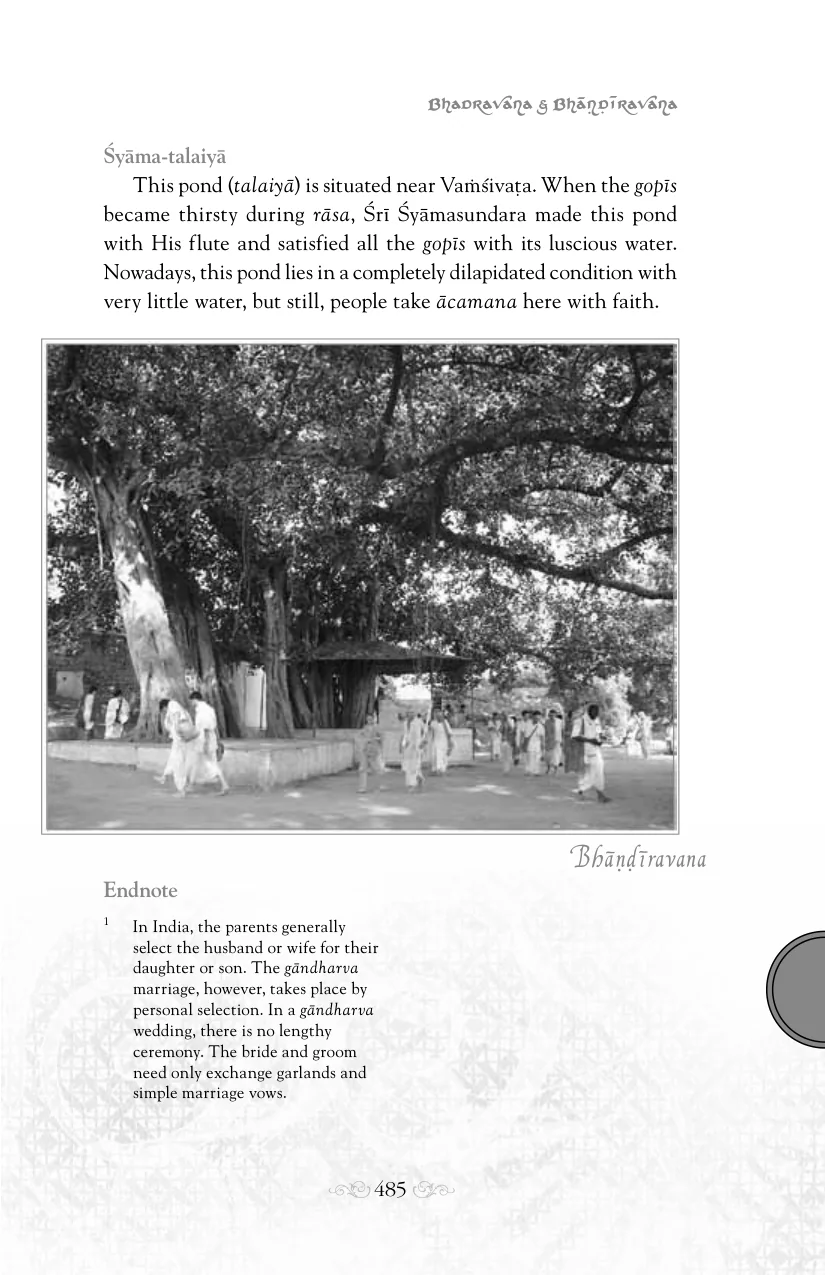 Bhadravana & Bhāṇḍīravana
Śyāma-talaiyā
This pond (talaiyā) is situated near Vaṁśivaṭa. When the gopīs
became thirsty during rāsa, Śrī Śyāmasundara made this pond
with His flute and satisfied all the gopīs with its luscious water.
Nowadays, this pond lies in a completely dilapidated condition with
very little water, but still, people take ācamana here with faith.
Bhāṇḍīravana
Endnote
1 In India, the parents generally
select the husband or wife for their
daughter or son. The gāndharva
marriage, however, takes place by
personal selection. In a gāndharva
wedding, there is no lengthy
ceremony. The bride and groom
need only exchange garlands and
simple marriage vows.
485